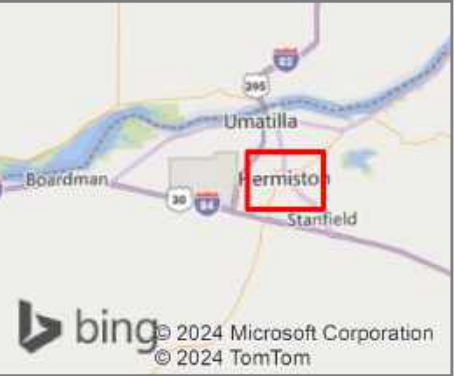 82
395
Umatilla
Boardman
Hermiston
30
84
Stanfield
bing
© 2024 Microsoft Corporation
© 2024 TomTom